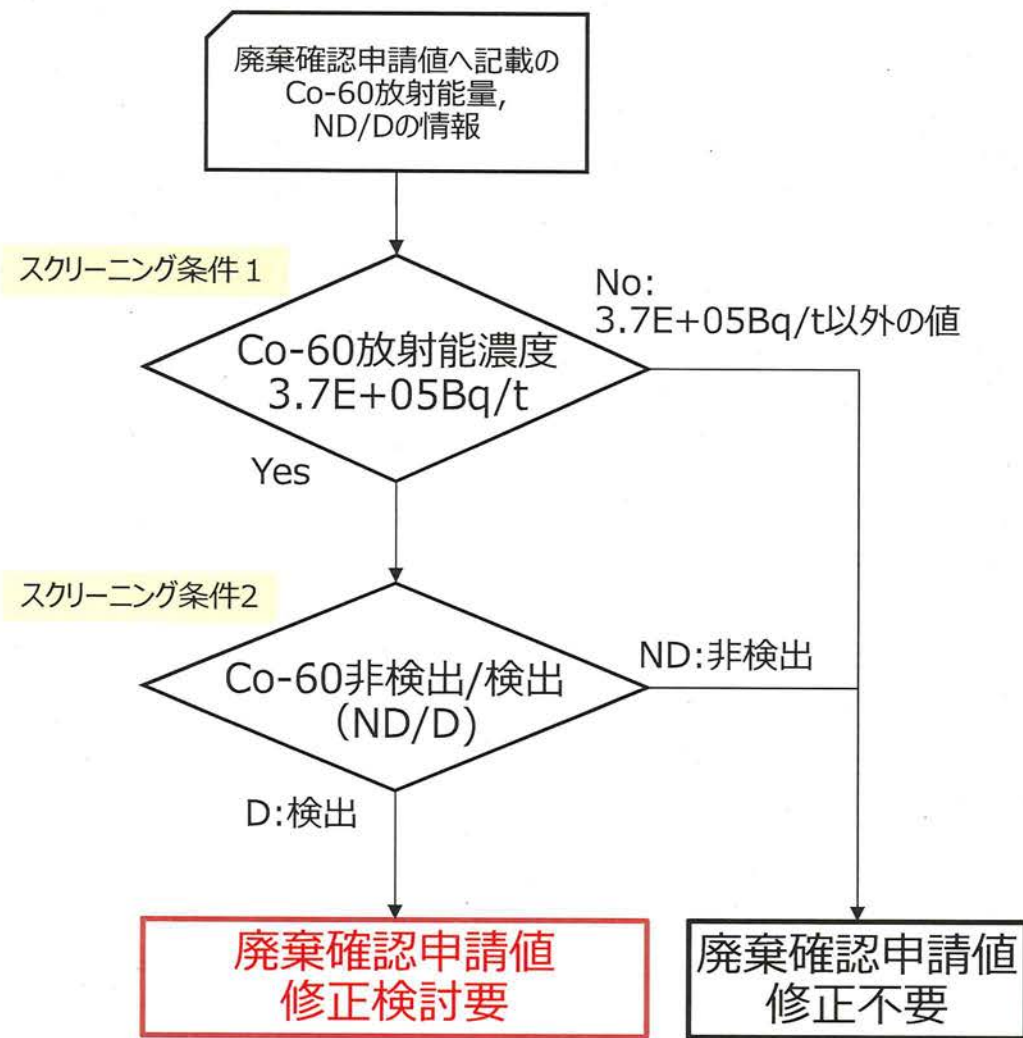 廃棄確認申請値へ記載の
Co-60放射能量,
ND/Dの情報
スクリーニング条件１
No:
3.7E+05Bq/t以外の値
Co-60放射能濃度
3.7E+05Bq/t
Yes
スクリーニング条件2
ND:非検出
Co-60非検出/検出
（ND/D)
D:検出
廃棄確認申請値
修正検討要
廃棄確認申請値
修正不要